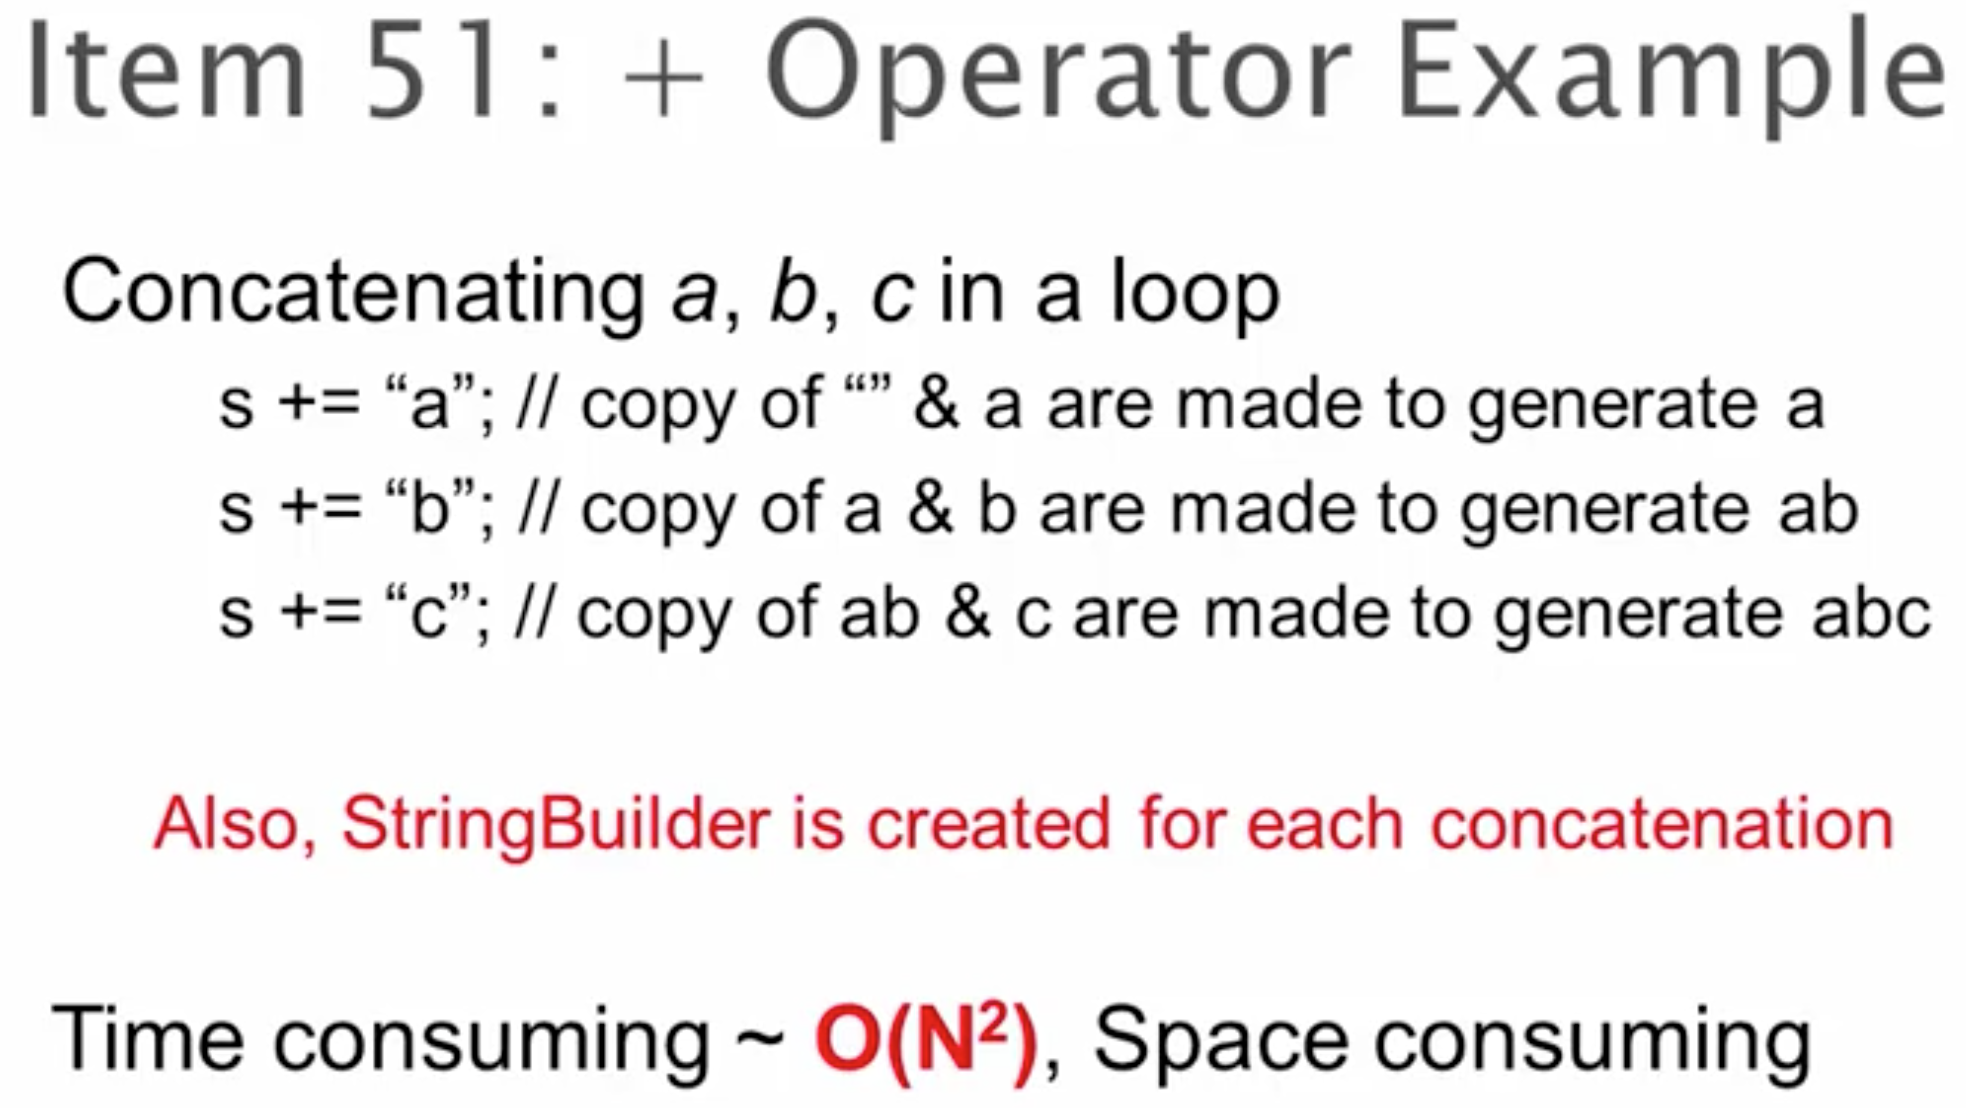 Item 51: + Operator Example
Concatenating a, b, c in a loop
s += “a”; // copy of “” & a are made to generate a
s += “b”; // copy of a & b are made to generate ab
s += “c”; // copy of ab & c are made to generate abc
Also, StringBuilder is created for each concatenation
Time consuming ~ O(N²), Space consuming